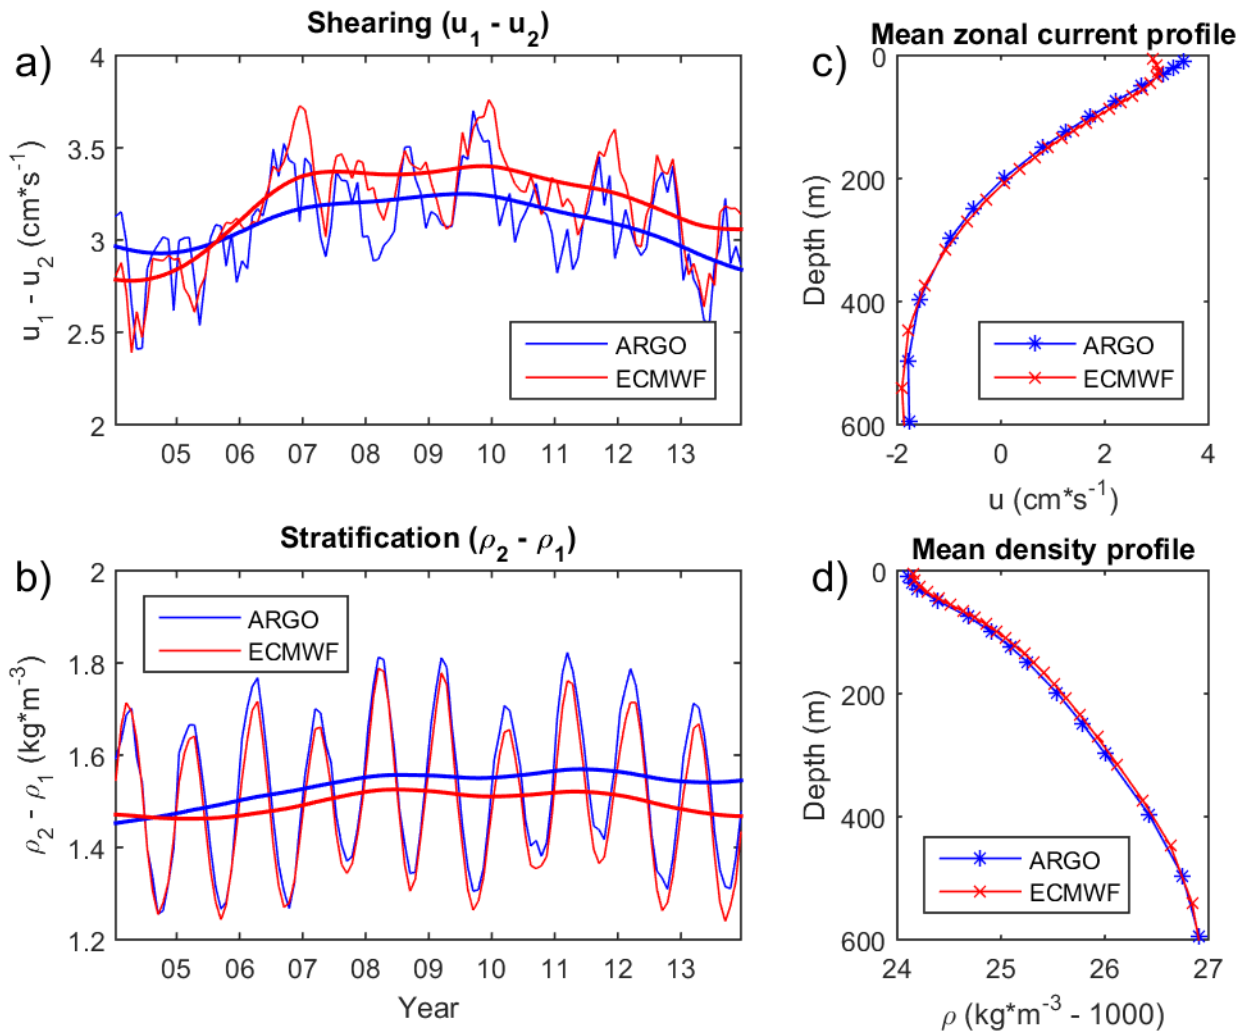 a)
Shearing (u1 - u2)
4
3.5
3
2.5
2
u1 - u2 (cm*s-1)
ARGO
ECMWF
05 06 07 08 09 10 11 12 13
c)
Mean zonal current profile
0
200
400
600
Depth (m)
ARGO
ECMWF
-2 0 2 4
u (cm*s-1)
b)
Stratification (ρ2 - ρ1)
2
1.8
1.6
1.4
1.2
ρ2 - ρ1 (kg*m-3)
ARGO
ECMWF
05 06 07 08 09 10 11 12 13
Year
d)
Mean density profile
0
200
400
600
Depth (m)
ARGO
ECMWF
24 25 26 27
ρ (kg*m-3 - 1000)